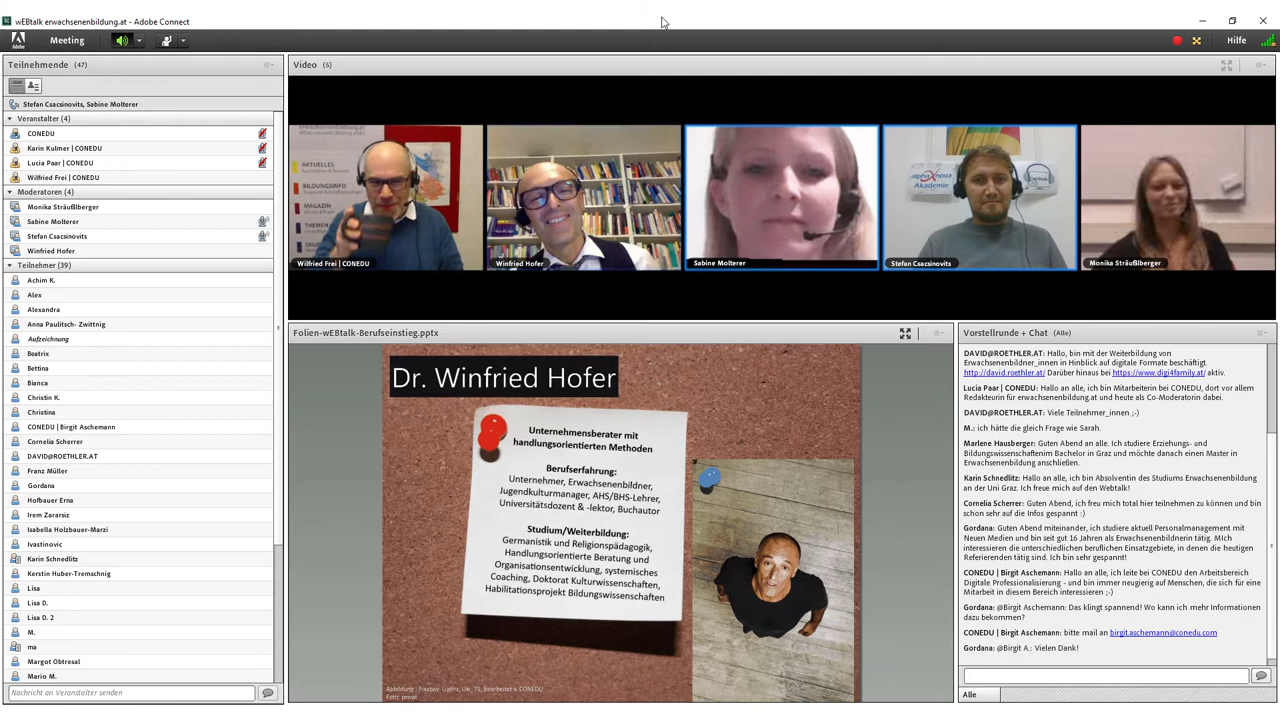 wEBtalk erwachsenenbildung.at - Adobe Connect
Adobe
Meeting
Hilfe
Teilnehmende (47)
Stefan Csacsinovits, Sabine Molterer
Veranstalter (4)
CONEDU
Karin Kulmer | CONEDU
Lucia Paar | CONEDU
Wilfried Frei | CONEDU
Moderatoren (4)
Monika Sträußlberger
Sabine Molterer
Stefan Csacsinovits
Winfried Hofer
Teilnehmer (39)
Achim K.
Alex
Alexandra
Anna Paulitsch- Zwittnig
Aufzeichnung
Beatrix
Bettina
Bianca
Christin K.
Christina
CONEDU | Birgit Aschemann
Cornelia Scherrer
DAVID@ROETHLER.AT
Franz Müller
Gordana
Hofbauer Erna
Irem Zararsiz
Isabella Holzbauer-Marzi
Ivastinovic
Karin Schnedlitz
Kerstin Huber-Tremschnig
Lisa
Lisa D.
Lisa D. 2
M.
ma
Margot Obtresal
Mario M.
Nachricht an Veranstalter senden
Video (5)
AKTUELLES
BILDUNGSINFO
MAGAZIN
THEMEN
Wilfried Frei | CONEDU
Winfried Hofer
Sabine Molterer
alpha nova
Akademie
Stefan Csacsinovits
Monika Sträußlberger
Folien-wEBtalk-Berufseinstieg.pptx
Dr. Winfried Hofer
Unternehmensberater mit
handlungsorientierten Methoden
Berufserfahrung:
Unternehmer, Erwachsenenbildner,
Jugendkulturmanager, AHS/BHS-Lehrer,
Universitätsdozent & -lektor, Buchautor
Studium/Weiterbildung:
Germanistik und Religionspädagogik,
Handlungsorientierte Beratung und
Organisationsentwicklung, systemisches
Coaching, Doktorat Kulturwissenschaften,
Habilitationsprojekt Bildungswissenschaften
Foto: privat
Vorstellrunde + Chat (Alle)
DAVID@ROETHLER.AT: Hallo, bin mit der Weiterbildung von
Erwachsenenbildner_innen in Hinblick auf digitale Formate beschäftigt.
http://david.roethler.at/ Darüber hinaus bei https://www.digi4family.at/ aktiv.
Lucia Paar | CONEDU: Hallo an alle, ich bin Mitarbeiterin bei CONEDU, dort vor allem
Redakteurin für erwachsenenbildung.at und heute als Co-Moderatorin dabei.
DAVID@ROETHLER.AT: Viele Teilnehmer_innen ;-)
M.: ich hätte die gleich Frage wie Sarah.
Marlene Hausberger: Guten Abend an alle. Ich studiere Erziehungs- und
Bildungswissenschaftenim Bachelor in Graz und möchte danach einen Master in
Erwachsenenbildung anschließen.
Karin Schnedlitz: Hallo an alle, ich bin Absolventin des Studiums Erwachsenenbildung
an der Uni Graz. Ich freue mich auf den Webtalk!
Cornelia Scherrer: Guten Abend, ich freu mich total hier teilnehmen zu können und bin
schon sehr auf die Infos gespannt :)
Gordana: Guten Abend miteinander, ich studiere aktuell Personalmanagement mit
Neuen Medien und bin seit gut 16 Jahren als Erwachsenenbildnerin tätig. MIch
interessieren die unterschiedlichen beruflichen Einsatzgebiete, in denen die heutigen
Referierenden tätig sind. Ich bin sehr gespannt!
CONEDU | Birgit Aschemann: Hallo an alle, ich leite bei CONEDU den Arbeitsbereich
Digitale Professionalisierung - und bin immer neugierig auf Menschen, die sich für eine
Mitarbeit in diesem Bereich interessieren ;-)
Gordana: @Birgit Aschemann: Das klingt spannend! Wo kann ich mehr Informationen
dazu bekommen?
CONEDU | Birgit Aschemann: bitte mail an birgit.aschemann@conedu.com
Gordana: @Birgit A.: Vielen Dank!
Alle